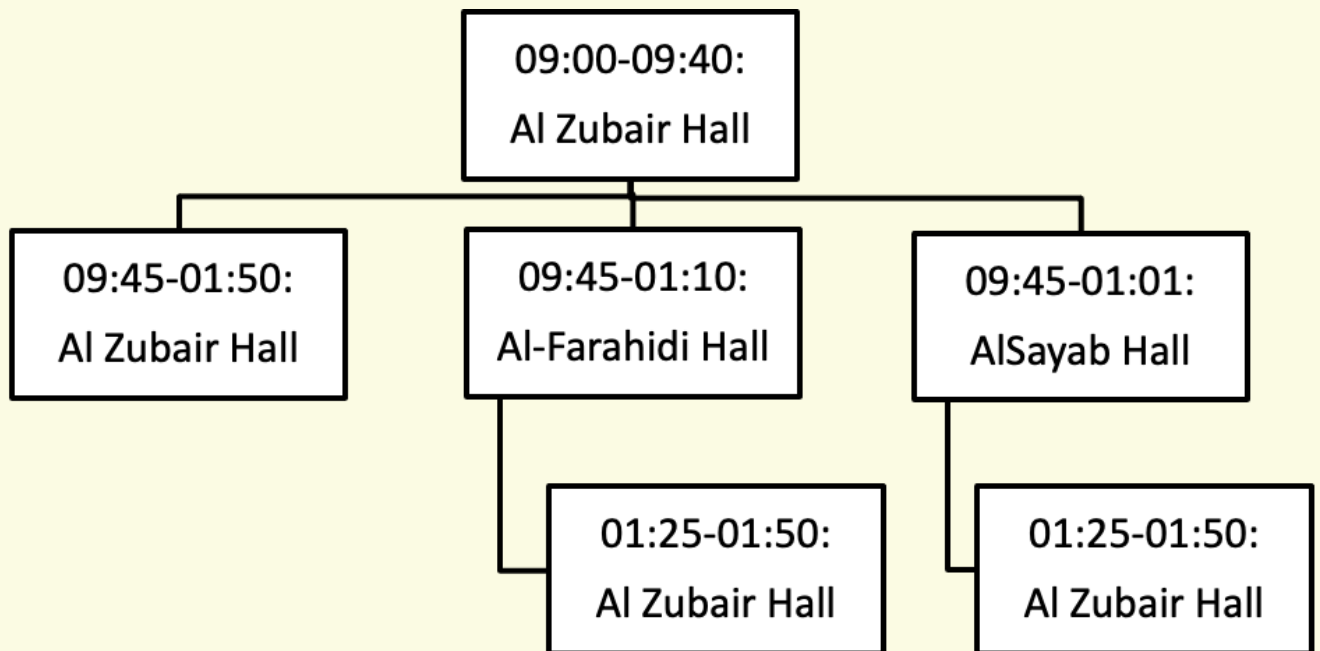 09:00-09:40:
Al Zubair Hall
09:45-01:50:
Al Zubair Hall
09:45-01:10:
Al-Farahidi Hall
09:45-01:01:
AlSayab Hall
01:25-01:50:
Al Zubair Hall
01:25-01:50:
Al Zubair Hall